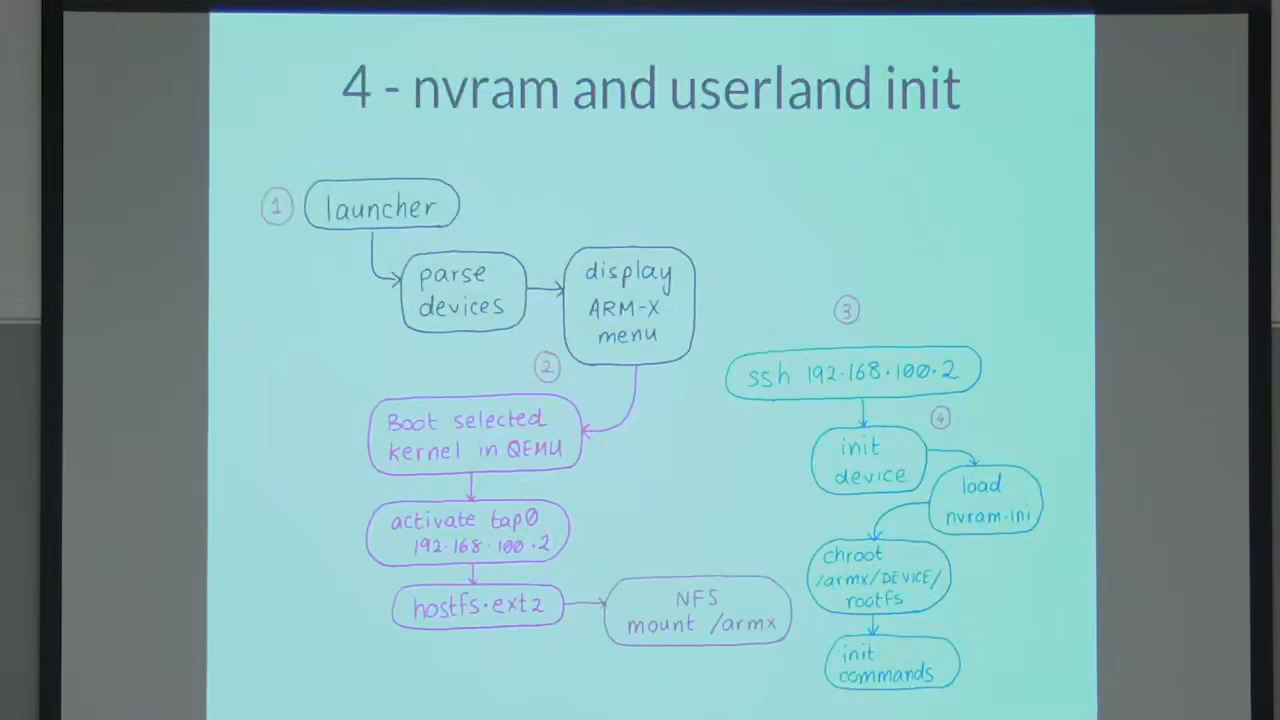 4 - nvram and userland init
1
launcher
parse
devices
display
ARM-X
menu
2
Boot selected
kernel in QEMU
activate tap0
192.168.100.2
hostfs.ext2
NFS
mount /armx
3
ssh 192.168.100.2
4
init
device
load
nvram.ini
chroot
/armx/DEVICE/
rootfs
init
commands